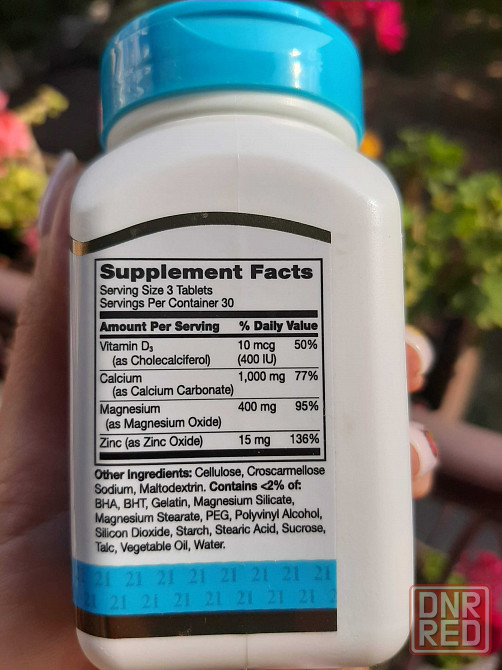 Supplement Facts
Serving Size 3 Tablets
Servings Per Container 30
Amount Per Serving % Daily Value
Vitamin D₃ 10 mcg 50%
(as Cholecalciferol) (400 IU)
Calcium 1,000 mg 77%
(as Calcium Carbonate)
Magnesium 400 mg 95%
(as Magnesium Oxide)
Zinc (as Zinc Oxide) 15 mg 136%
Other Ingredients: Cellulose, Croscarmellose
Sodium, Maltodextrin. Contains <2% of:
BHA, BHT, Gelatin, Magnesium Silicate,
Magnesium Stearate, PEG, Polyvinyl Alcohol,
Silicon Dioxide, Starch, Stearic Acid, Sucrose,
Talc, Vegetable Oil, Water.
21 21 21 21 21 21 21
21 21 21 21 21 21 21
DNR
RED